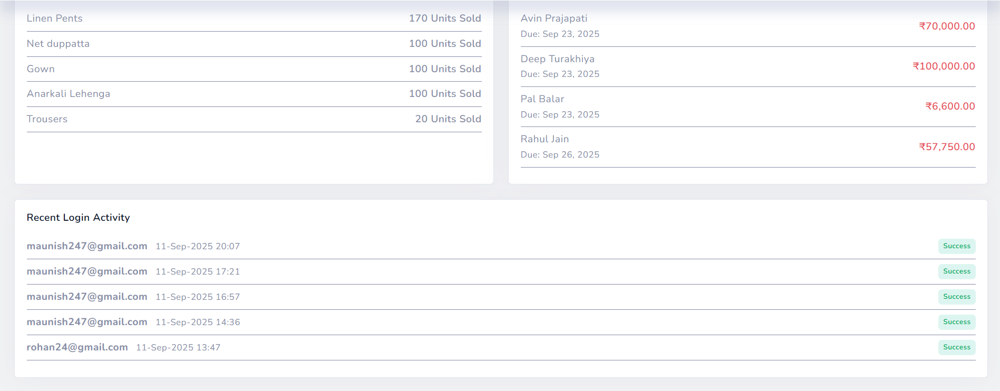 Linen Pents 170 Units Sold
Net duppatta 100 Units Sold
Gown 100 Units Sold
Anarkali Lehenga 100 Units Sold
Trousers 20 Units Sold
Avin Prajapati
₹70,000.00
Due: Sep 23, 2025
Deep Turakhiya
₹100,000.00
Due: Sep 23, 2025
Pal Balar
₹6,600.00
Due: Sep 23, 2025
Rahul Jain
₹57,750.00
Due: Sep 26, 2025
Recent Login Activity
maunish247@gmail.com 11-Sep-2025 20:07 Success
maunish247@gmail.com 11-Sep-2025 17:21 Success
maunish247@gmail.com 11-Sep-2025 16:57 Success
maunish247@gmail.com 11-Sep-2025 14:36 Success
rohan24@gmail.com 11-Sep-2025 13:47 Success